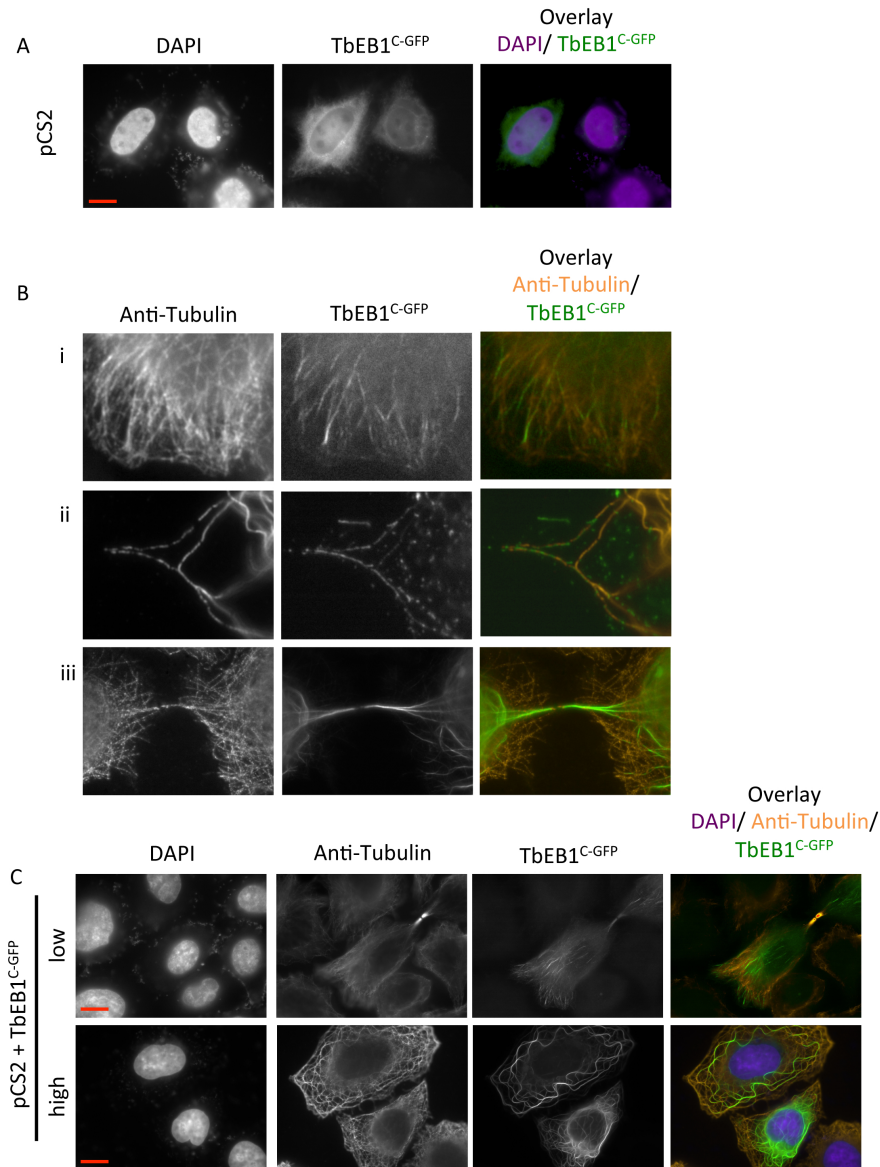 A
DAPI
TbEB1C-GFP
Overlay
DAPI/ TbEB1C-GFP
pCS2
B
Anti-Tubulin
TbEB1C-GFP
Overlay
Anti-Tubulin/
TbEB1C-GFP
i
ii
iii
C
DAPI
Anti-Tubulin
TbEB1C-GFP
Overlay
DAPI/ Anti-Tubulin/
TbEB1C-GFP
pCS2 + TbEB1C-GFP
low
high